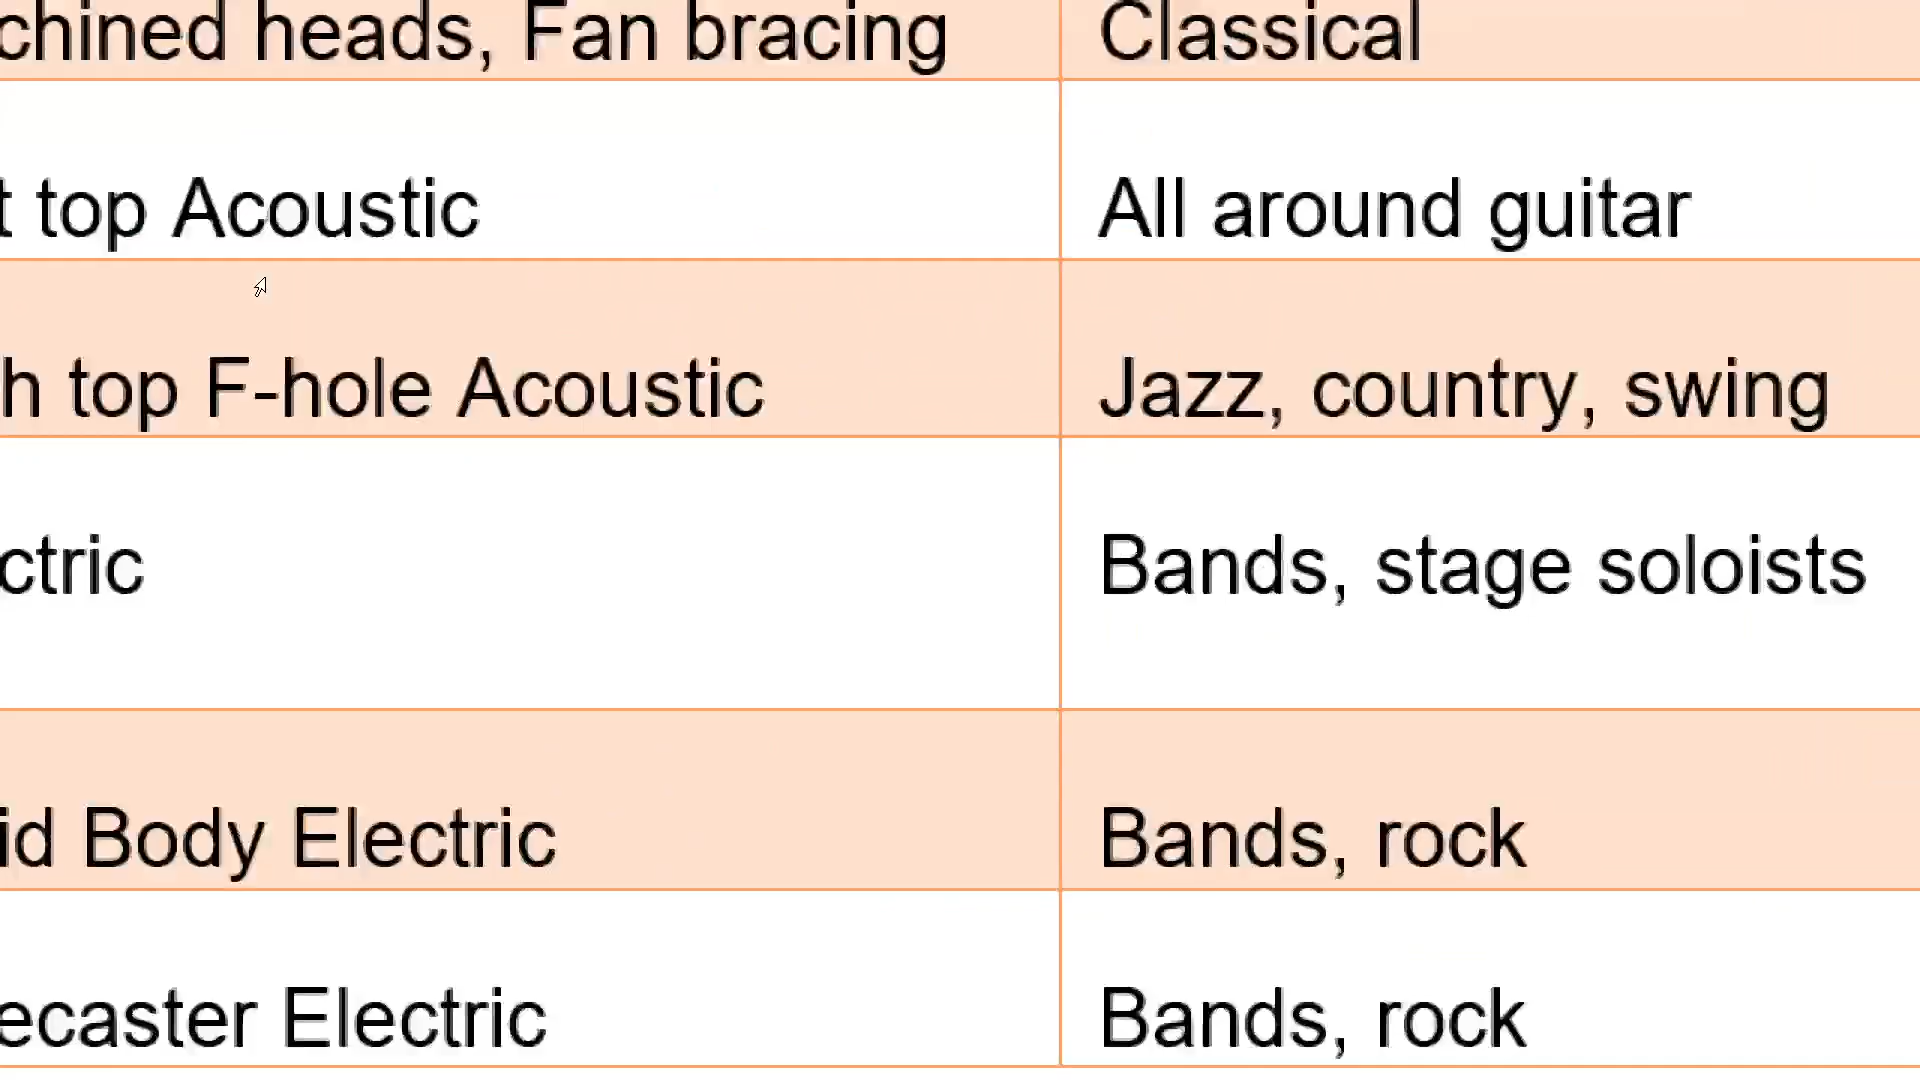 chined heads, Fan bracing Classical
t top Acoustic All around guitar
h top F-hole Acoustic Jazz, country, swing
ctric Bands, stage soloists
id Body Electric Bands, rock
ecaster Electric Bands, rock